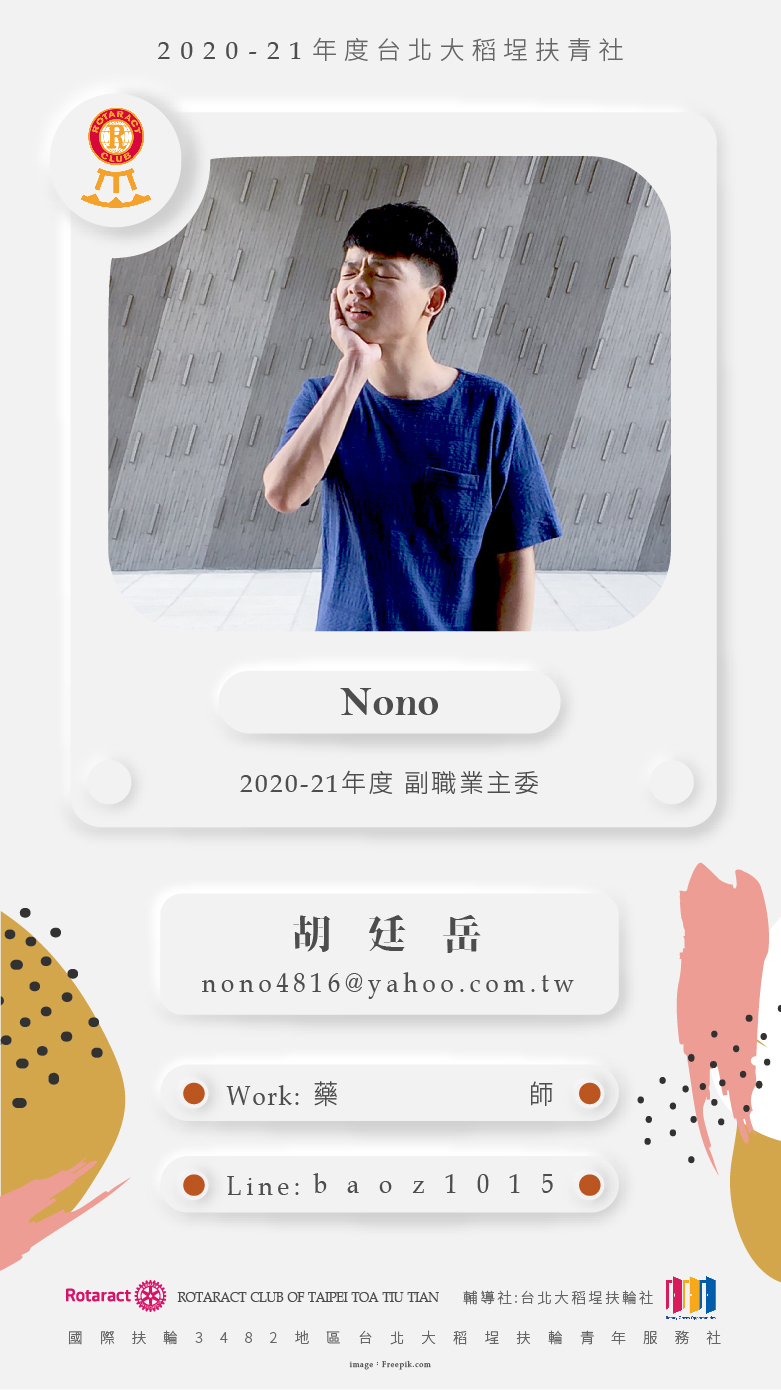 2020-21年度台北大稻埕扶青社
ROTARACT
R
CLUB
Nono
2020-21年度 副職業主委
胡廷岳
nono4816@yahoo.com.tw
Work: 藥師
Line: baoz1015
Rotaract ROTARACT CLUB OF TAIPEI TOA TIU TIAN 輔導社:台北大稻埕扶輪社
Rotary Opens Opportunities
國際扶輪3482地區台北大稻埕扶輪青年服務社
image : Freepik.com